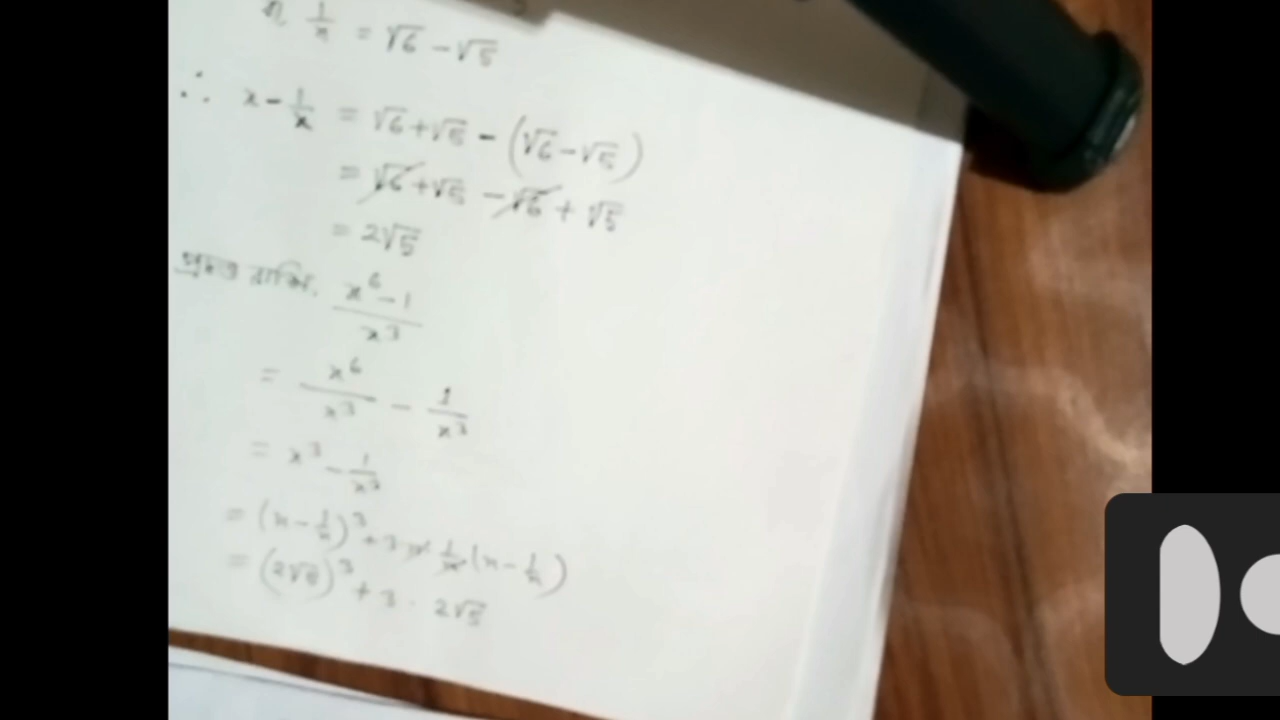 বা, 1/x = √6 - √5
∴ x - 1/x = √6 + √5 - (√6 - √5)
= √6 + √5 - √6 + √5
= 2√5
প্রদত্ত রাশি, (x⁶ - 1)/x³
= x⁶/x³ - 1/x³
= x³ - 1/x³
= (x - 1/x)³ + 3·x·1/x (x - 1/x)
= (2√5)³ + 3 · 2√5